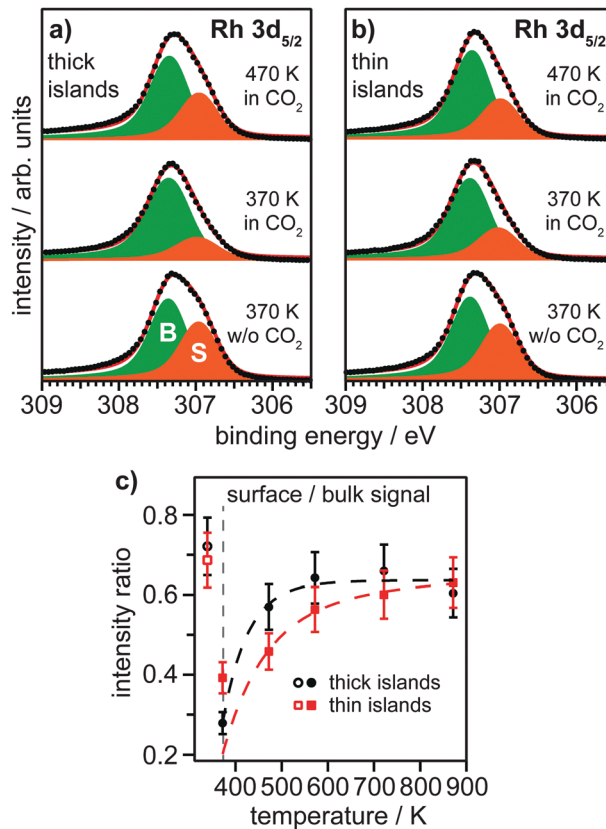 a) Rh 3d5/2
thick
islands
470 K
in CO2
370 K
in CO2
370 K
w/o CO2
B
S
b) Rh 3d5/2
thin
islands
470 K
in CO2
370 K
in CO2
370 K
w/o CO2
intensity / arb. units
309 308 307 306
309 308 307 306
binding energy / eV
c)
surface / bulk signal
0.8
0.6
0.4
0.2
intensity ratio
thick islands
thin islands
400 500 600 700 800 900
temperature / K